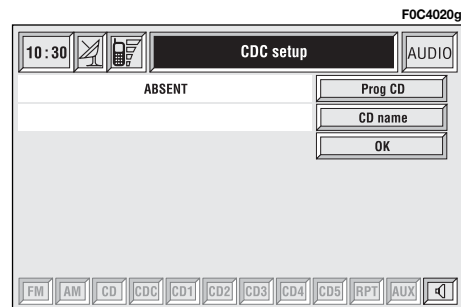 F0C4020g
10:30 CDC setup AUDIO
ABSENT Prog CD
CD name
OK
FM AM CD CDC CD1 CD2 CD3 CD4 CD5 RPT AUX